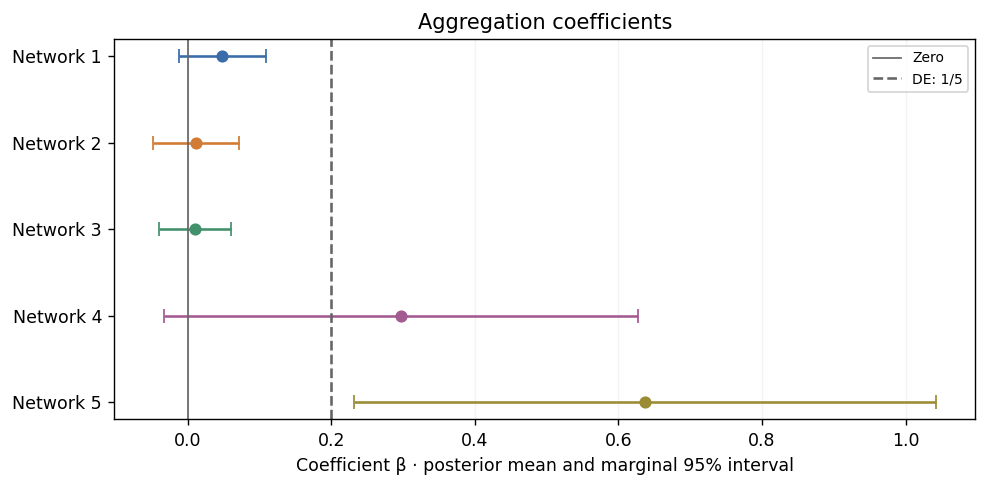 Aggregation coefficients
Network 1
Network 2
Network 3
Network 4
Network 5
Zero
DE: 1/5
0.0 0.2 0.4 0.6 0.8 1.0
Coefficient β · posterior mean and marginal 95% interval